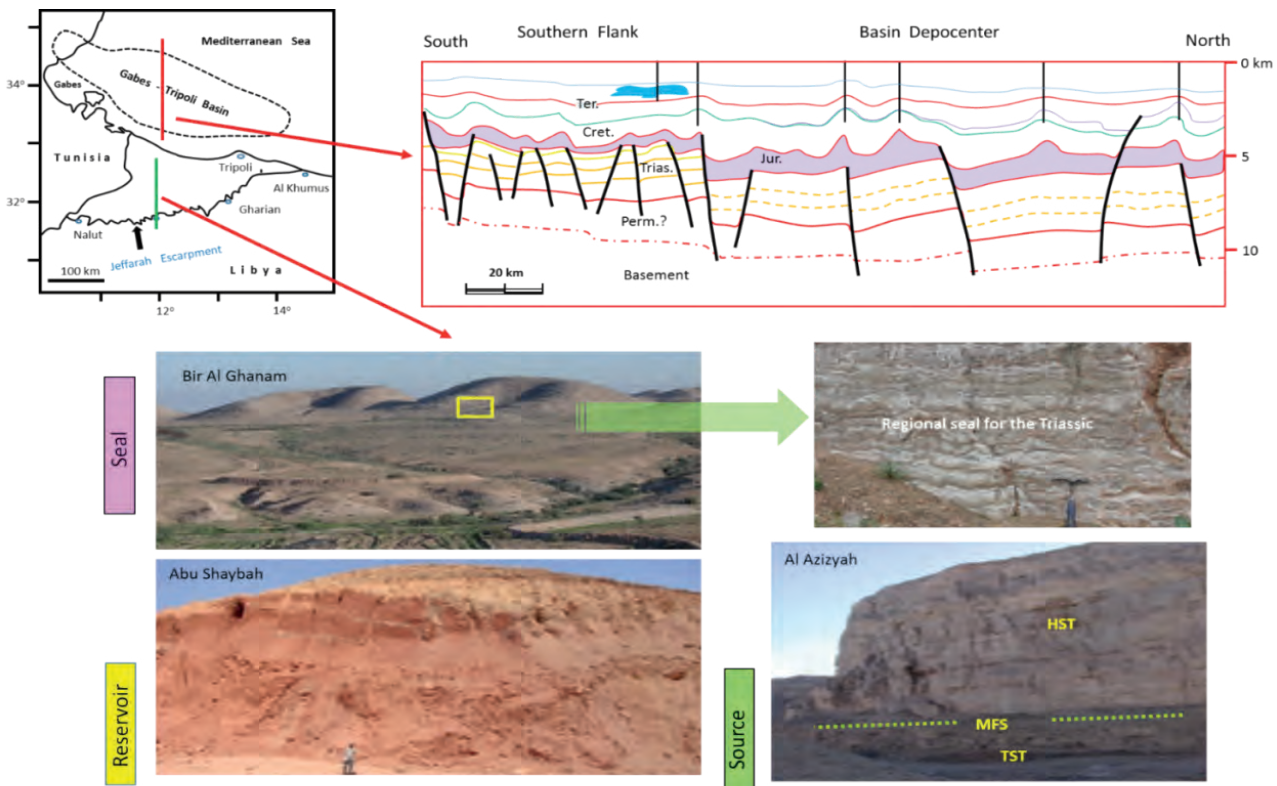 Mediterranean Sea
34°
Gabes
Gabes - Tripoli Basin
Tunisia
Tripoli
Al Khumus
32°
Gharian
Nalut
Jeffarah Escarpment
Libya
100 km
12°
14°
South
Southern Flank
Basin Depocenter
North
0 km
Ter.
Cret.
Jur.
5
Trias.
Perm.?
10
Basement
20 km
Seal
Bir Al Ghanam
Regional seal for the Triassic
Reservoir
Abu Shaybah
Source
Al Azizyah
HST
MFS
TST